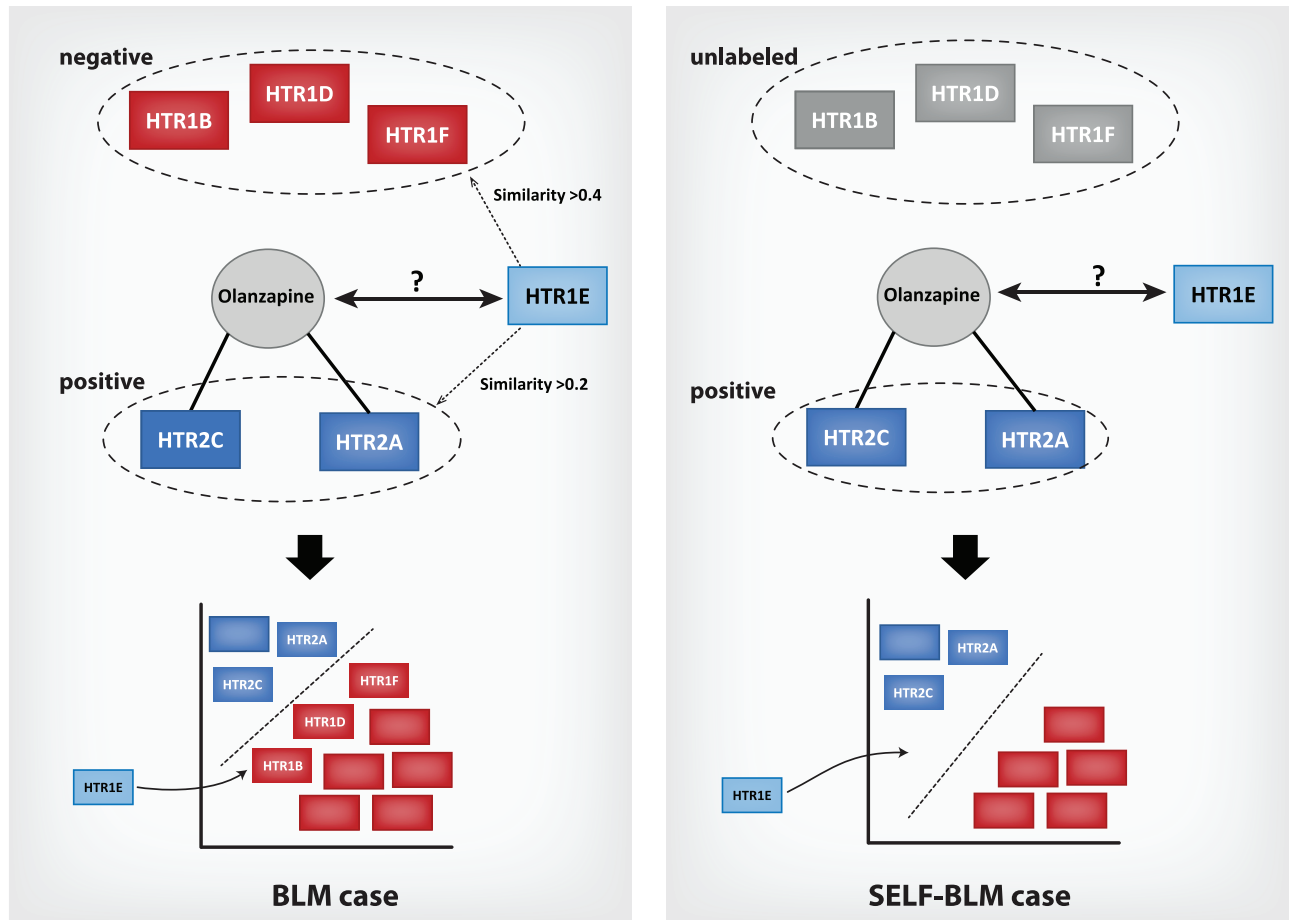 negative
HTR1D
HTR1B
HTR1F
Similarity >0.4
Olanzapine
?
HTR1E
positive
Similarity >0.2
HTR2C
HTR2A
HTR2A
HTR2C
HTR1F
HTR1D
HTR1B
HTR1E
BLM case
unlabeled
HTR1D
HTR1B
HTR1F
Olanzapine
?
HTR1E
positive
HTR2C
HTR2A
HTR2A
HTR2C
HTR1E
SELF-BLM case